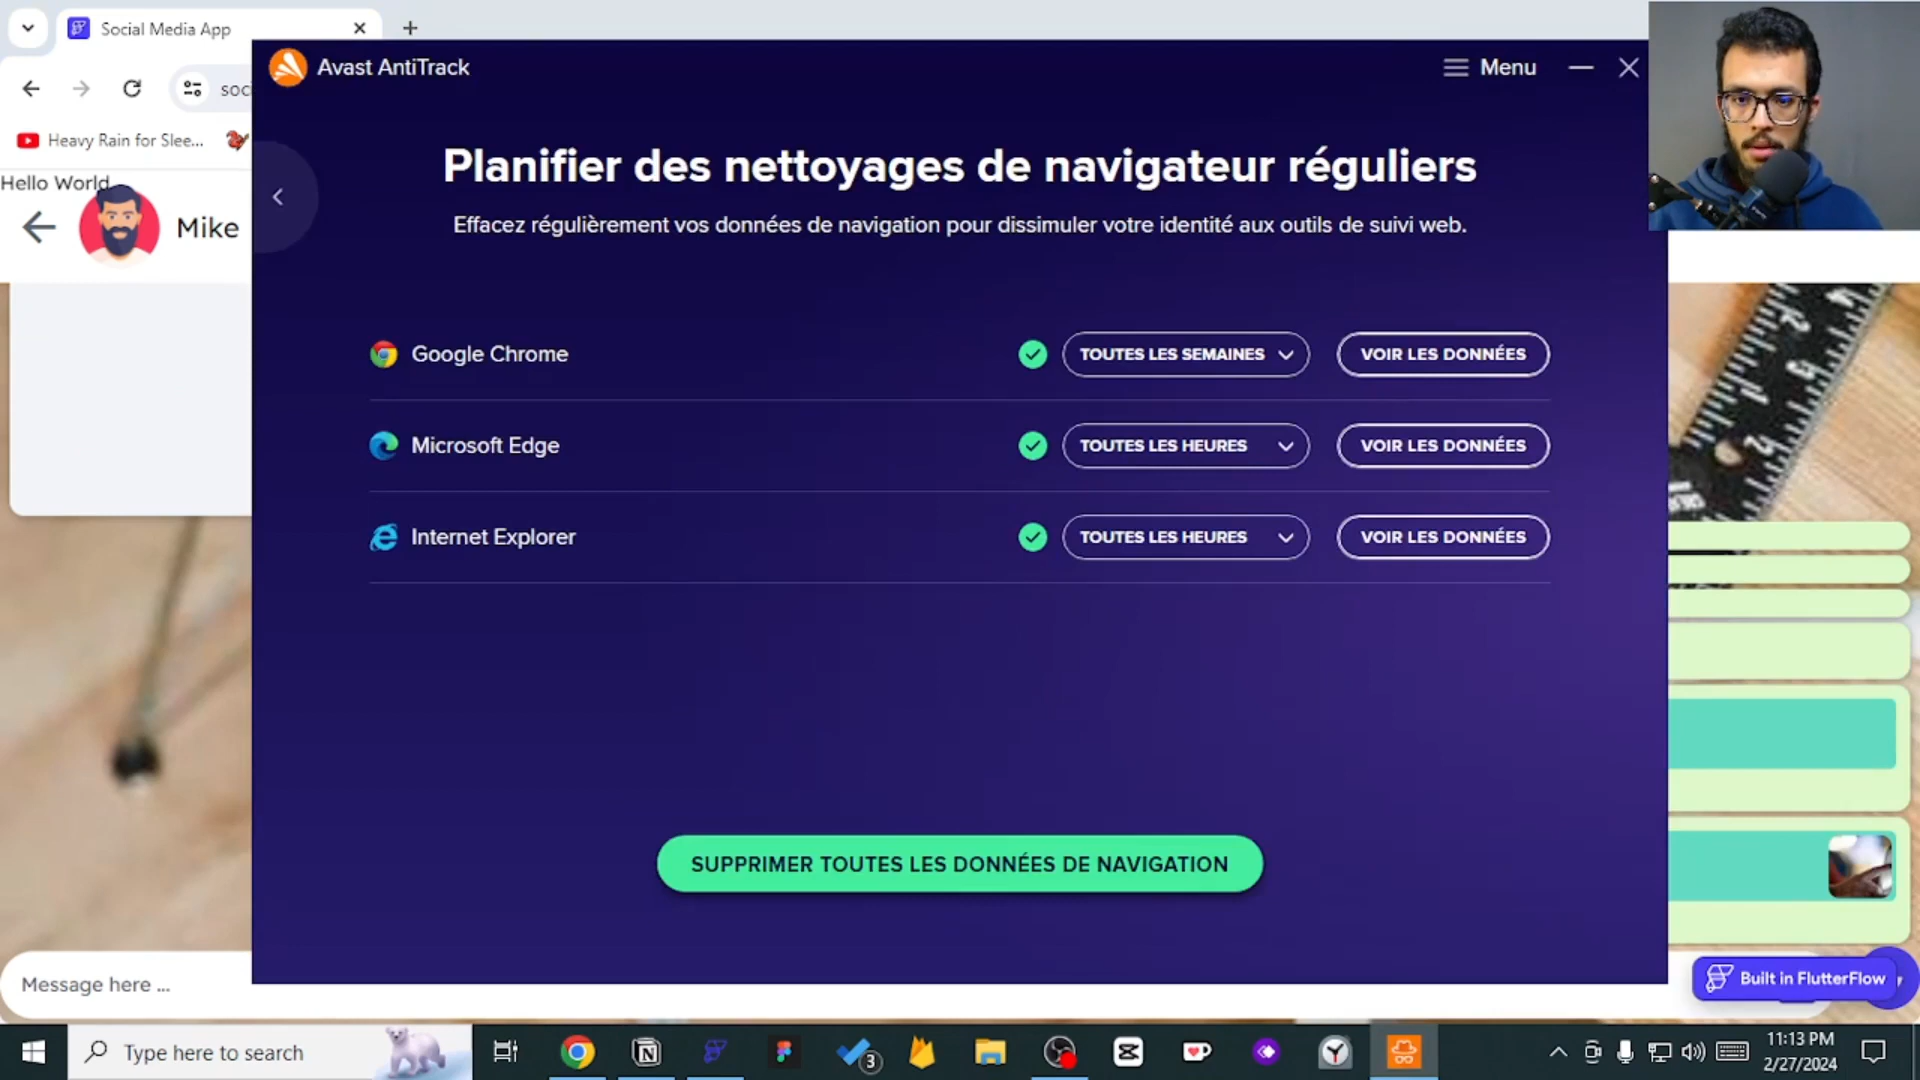 Social Media App
Avast AntiTrack
Menu
soci
Heavy Rain for Slee...
Hello World
Mike
Planifier des nettoyages de navigateur réguliers
Effacez régulièrement vos données de navigation pour dissimuler votre identité aux outils de suivi web.
Google Chrome
TOUTES LES SEMAINES
VOIR LES DONNÉES
Microsoft Edge
TOUTES LES HEURES
VOIR LES DONNÉES
Internet Explorer
TOUTES LES HEURES
VOIR LES DONNÉES
SUPPRIMER TOUTES LES DONNÉES DE NAVIGATION
Message here ...
Built in FlutterFlow
Type here to search
3
11:13 PM
2/27/2024